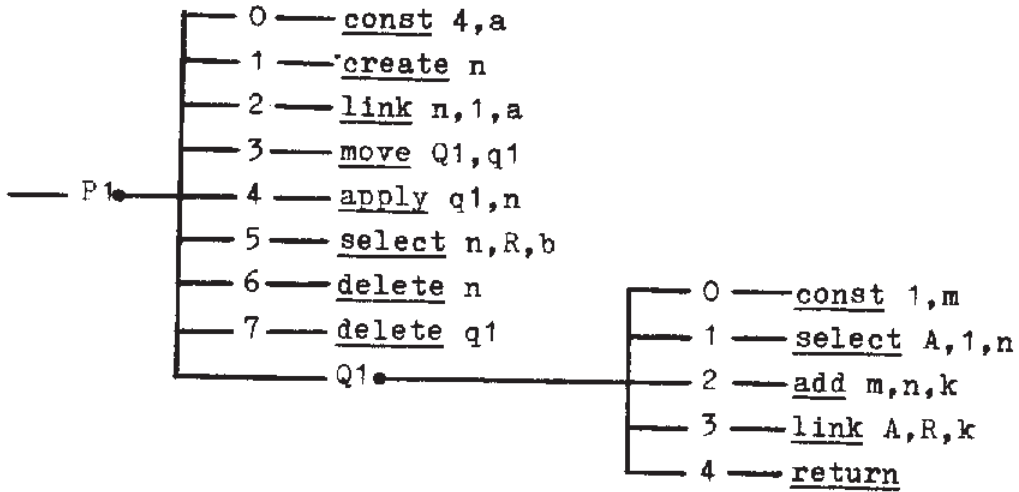 0 const 4,a
1 create n
2 link n,1,a
3 move Q1,q1
P1 4 apply q1,n
5 select n,R,b
6 delete n
7 delete q1
Q1
0 const 1,m
1 select A,1,n
2 add m,n,k
3 link A,R,k
4 return